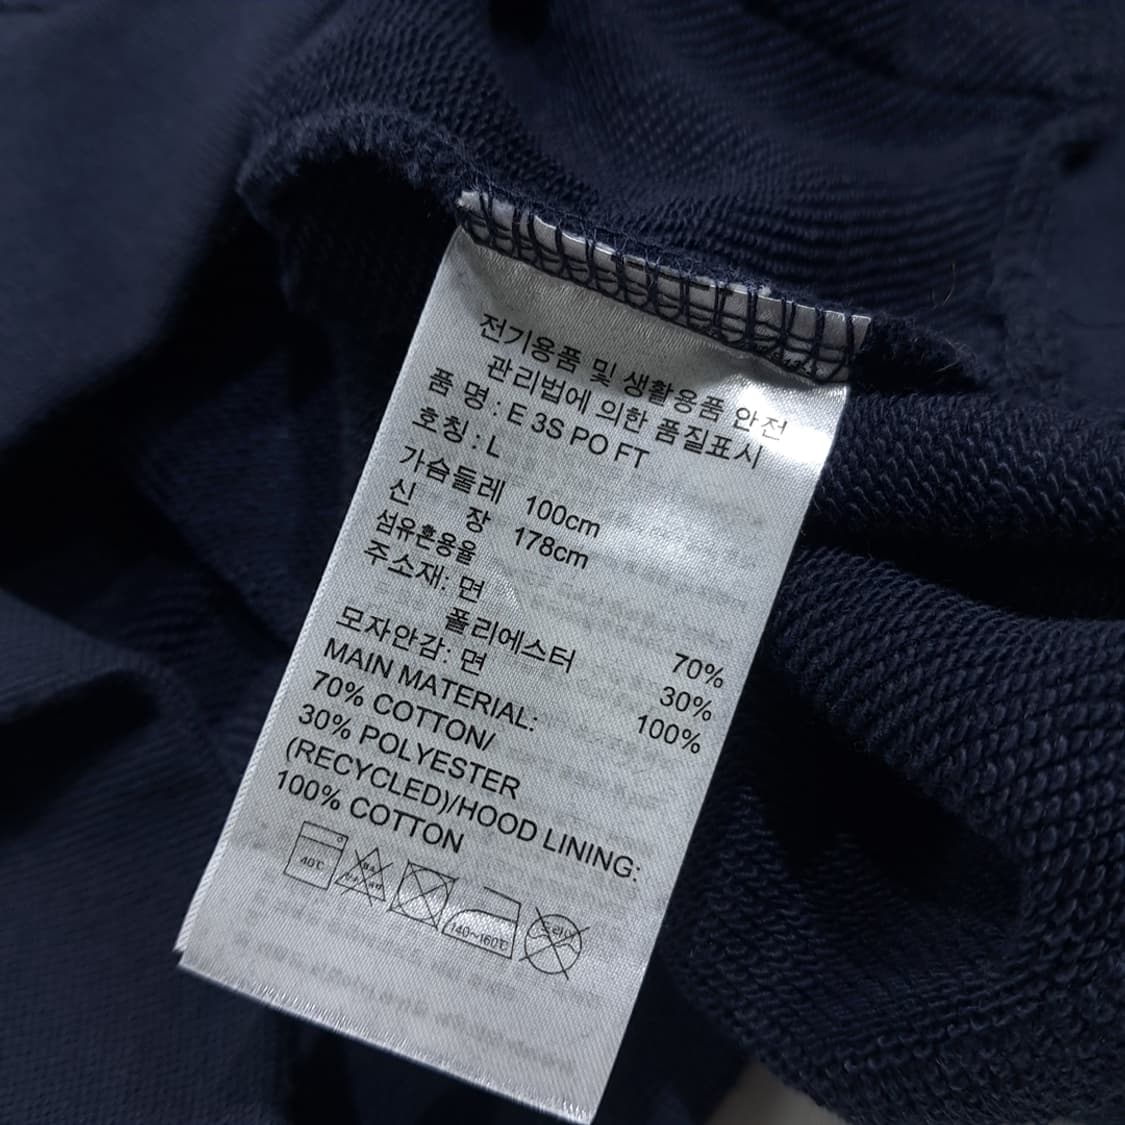 전기용품 및 생활용품 안전
관리법에 의한 품질표시
품 명 : E 3S PO FT
호칭 : L
가슴둘레 100cm
신 장 178cm
섬유혼용율
주소재: 면 70%
폴리에스터 30%
모자안감: 면 100%
MAIN MATERIAL:
70% COTTON/
30% POLYESTER
(RECYCLED)/HOOD LINING:
100% COTTON
40℃
140~160℃
드라이